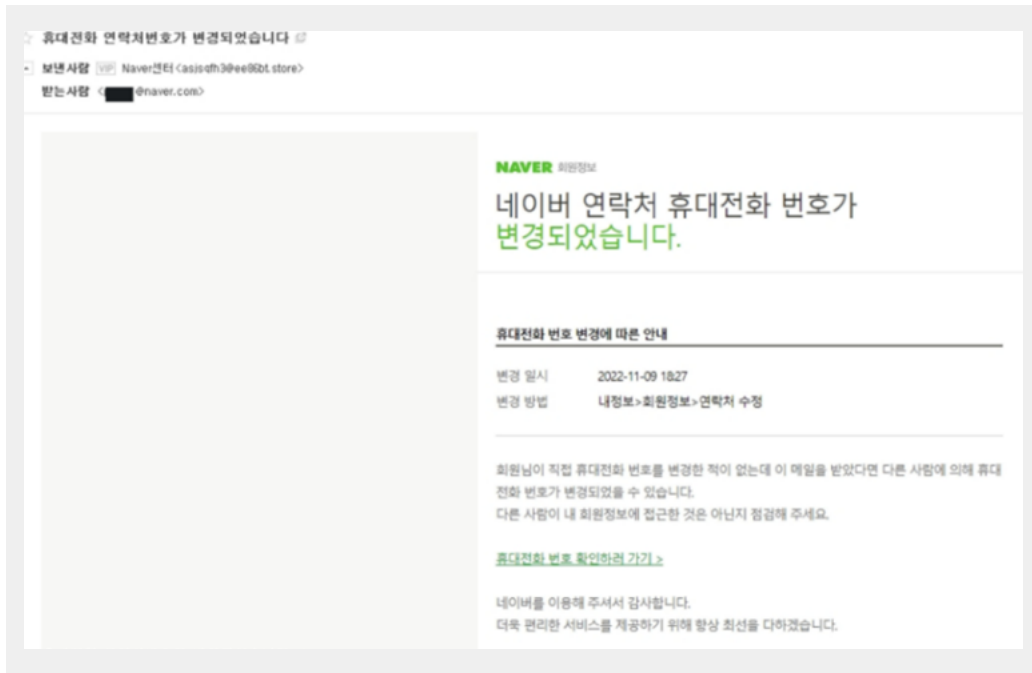 휴대전화 연락처번호가 변경되었습니다
보낸사람 VIP Naver센터<asjsqfh3@ee86bt.store>
받는사람 < @naver.com>
NAVER 회원정보
네이버 연락처 휴대전화 번호가
변경되었습니다.
휴대전화 번호 변경에 따른 안내
변경 일시 2022-11-09 18:27
변경 방법 내정보>회원정보>연락처 수정
회원님이 직접 휴대전화 번호를 변경한 적이 없는데 이 메일을 받았다면 다른 사람에 의해 휴대
전화 번호가 변경되었을 수 있습니다.
다른 사람이 내 회원정보에 접근한 것은 아닌지 점검해 주세요.
휴대전화 번호 확인하러 가기 >
네이버를 이용해 주셔서 감사합니다.
더욱 편리한 서비스를 제공하기 위해 항상 최선을 다하겠습니다.